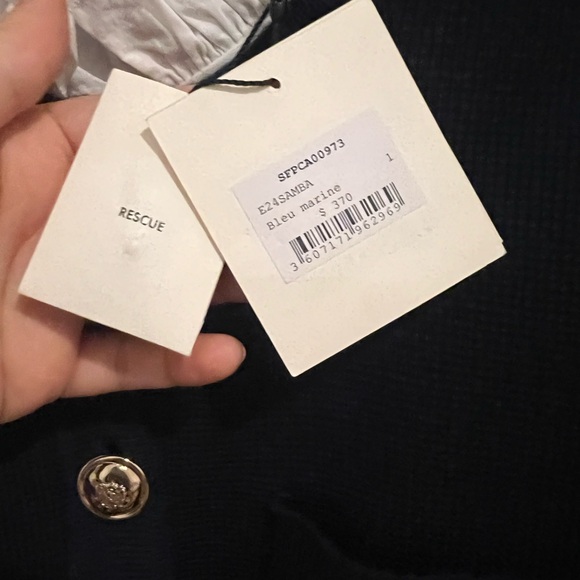 RESCUE
SFPCA00973
E24SAMBA 1
Bleu marine
$ 370
3 607171 962969